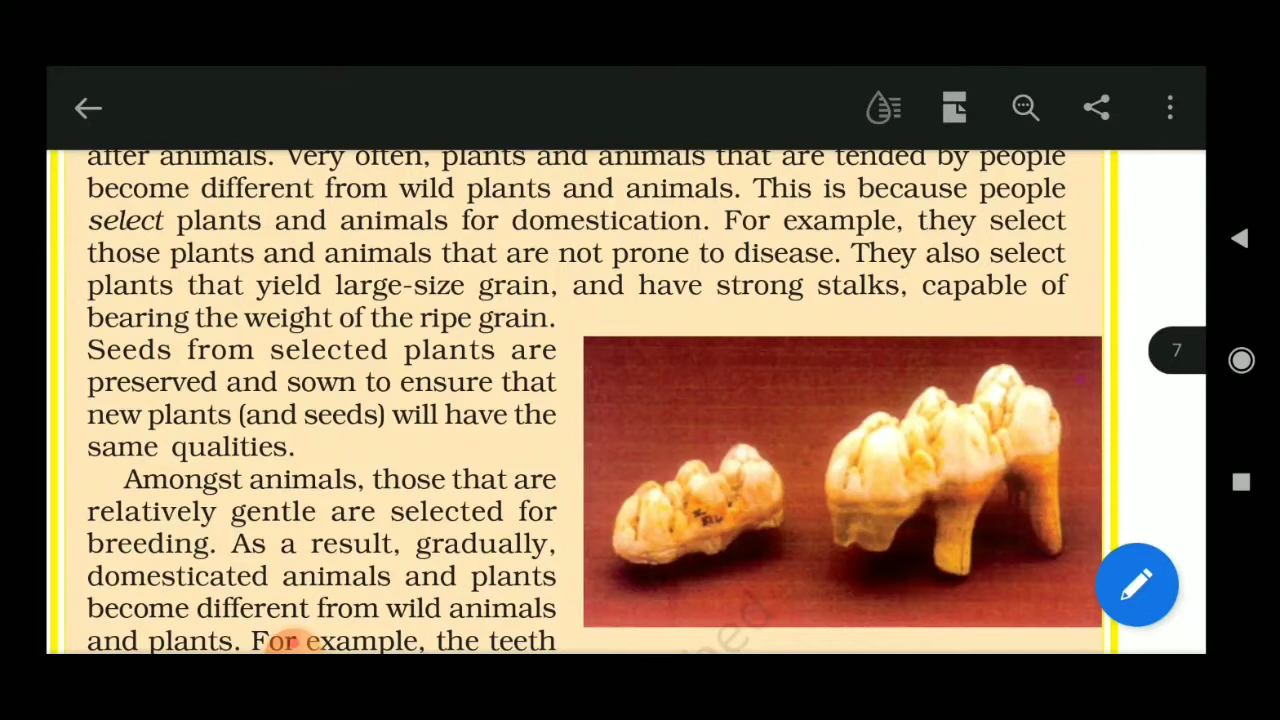 after animals. Very often, plants and animals that are tended by people
become different from wild plants and animals. This is because people
select plants and animals for domestication. For example, they select
those plants and animals that are not prone to disease. They also select
plants that yield large-size grain, and have strong stalks, capable of
bearing the weight of the ripe grain.
Seeds from selected plants are
preserved and sown to ensure that
new plants (and seeds) will have the
same qualities.
Amongst animals, those that are
relatively gentle are selected for
breeding. As a result, gradually,
domesticated animals and plants
become different from wild animals
and plants. For example, the teeth
7